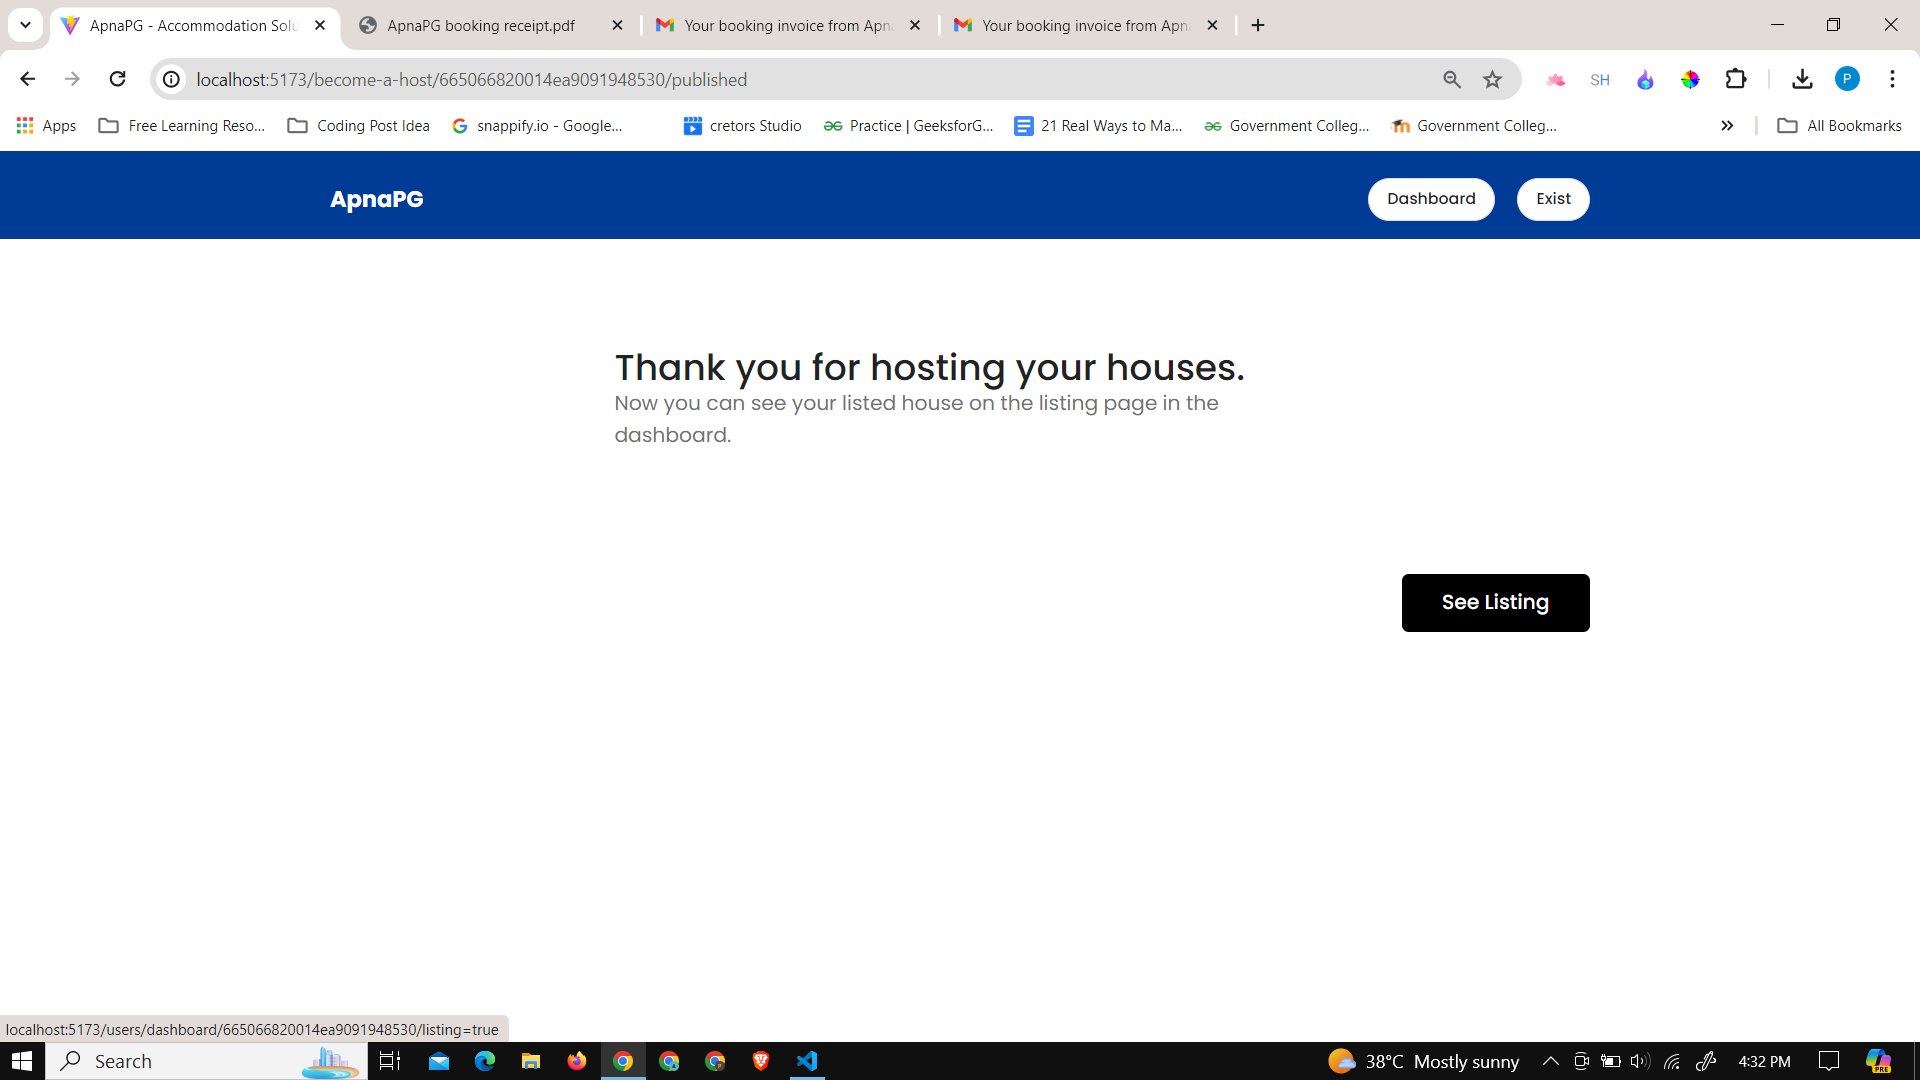 ApnaPG - Accommodation Solu
ApnaPG booking receipt.pdf
Your booking invoice from Apn
Your booking invoice from Apn
localhost:5173/become-a-host/665066820014ea9091948530/published
SH
P
Apps
Free Learning Reso...
Coding Post Idea
snappify.io - Google...
cretors Studio
Practice | GeeksforG...
21 Real Ways to Ma...
Government Colleg...
Government Colleg...
All Bookmarks
ApnaPG
Dashboard
Exist
Thank you for hosting your houses.
Now you can see your listed house on the listing page in the
dashboard.
See Listing
localhost:5173/users/dashboard/665066820014ea9091948530/listing=true
Search
38°C Mostly sunny
4:32 PM
PRE